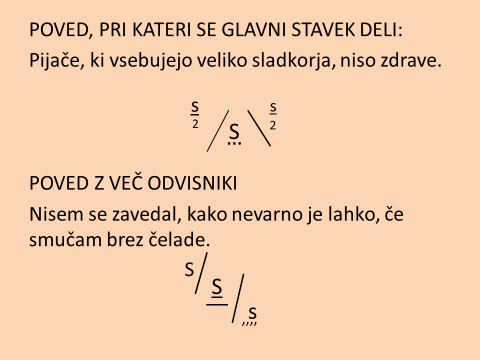 POVED, PRI KATERI SE GLAVNI STAVEK DELI:
Pijače, ki vsebujejo veliko sladkorja, niso zdrave.
s/2 / S \ s/2
POVED Z VEČ ODVISNIKI
Nisem se zavedal, kako nevarno je lahko, če
smučam brez čelade.
S / S / s